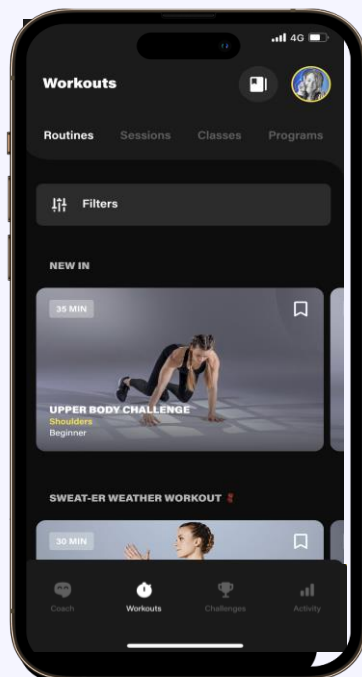 4G
Workouts
Routines Sessions Classes Programs
Filters
NEW IN
35 MIN
UPPER BODY CHALLENGE
Shoulders
Beginner
SWEAT-ER WEATHER WORKOUT
30 MIN
Coach Workouts Challenges Activity